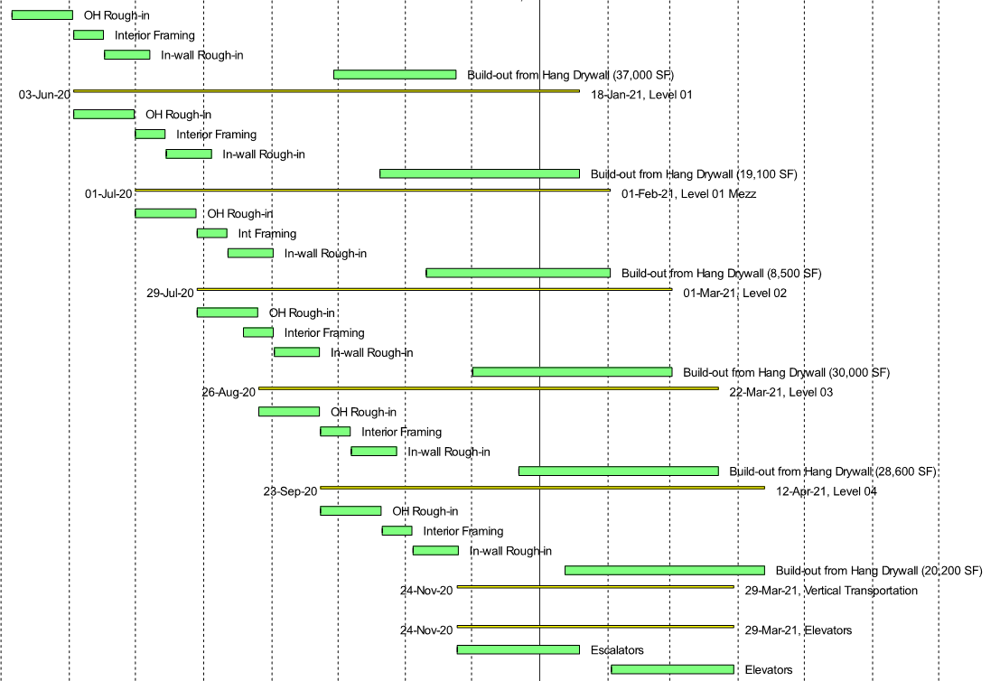 OH Rough-in
Interior Framing
In-wall Rough-in
Build-out from Hang Drywall (37,000 SF)
03-Jun-20 18-Jan-21, Level 01
OH Rough-in
Interior Framing
In-wall Rough-in
Build-out from Hang Drywall (19,100 SF)
01-Jul-20 01-Feb-21, Level 01 Mezz
OH Rough-in
Int Framing
In-wall Rough-in
Build-out from Hang Drywall (8,500 SF)
29-Jul-20 01-Mar-21, Level 02
OH Rough-in
Interior Framing
In-wall Rough-in
Build-out from Hang Drywall (30,000 SF)
26-Aug-20 22-Mar-21, Level 03
OH Rough-in
Interior Framing
In-wall Rough-in
Build-out from Hang Drywall (28,600 SF)
23-Sep-20 12-Apr-21, Level 04
OH Rough-in
Interior Framing
In-wall Rough-in
Build-out from Hang Drywall (20,200 SF)
24-Nov-20 29-Mar-21, Vertical Transportation
24-Nov-20 29-Mar-21, Elevators
Escalators
Elevators